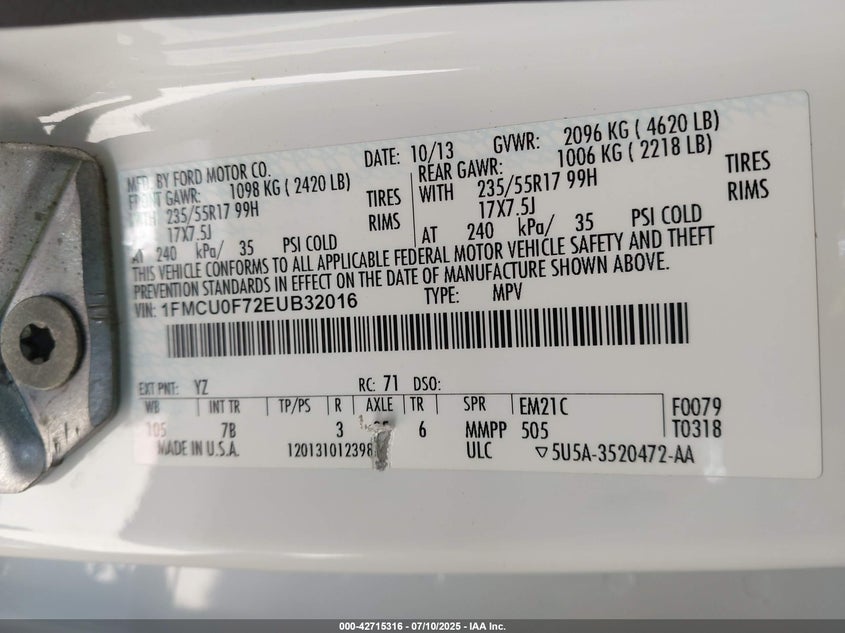 MFD. BY FORD MOTOR CO.
DATE: 10/13 GVWR: 2096 KG ( 4620 LB)
FRONT GAWR: 1098 KG ( 2420 LB) REAR GAWR: 1006 KG ( 2218 LB)
WITH 235/55R17 99H TIRES WITH 235/55R17 99H TIRES
17X7.5J RIMS 17X7.5J RIMS
AT 240 kPa/ 35 PSI COLD AT 240 kPa/ 35 PSI COLD
THIS VEHICLE CONFORMS TO ALL APPLICABLE FEDERAL MOTOR VEHICLE SAFETY AND THEFT
PREVENTION STANDARDS IN EFFECT ON THE DATE OF MANUFACTURE SHOWN ABOVE.
VIN: 1FMCU0F72EUB32016 TYPE: MPV
EXT PNT: YZ RC: 71 DSO:
WB INT TR TP/PS R AXLE TR SPR EM21C F0079
105 7B 3 6 MMPP 505 T0318
MADE IN U.S.A. 12013101239 ULC ▽5U5A-3520472-AA
000-42715316 | 07/10/2025 | IAA Inc.